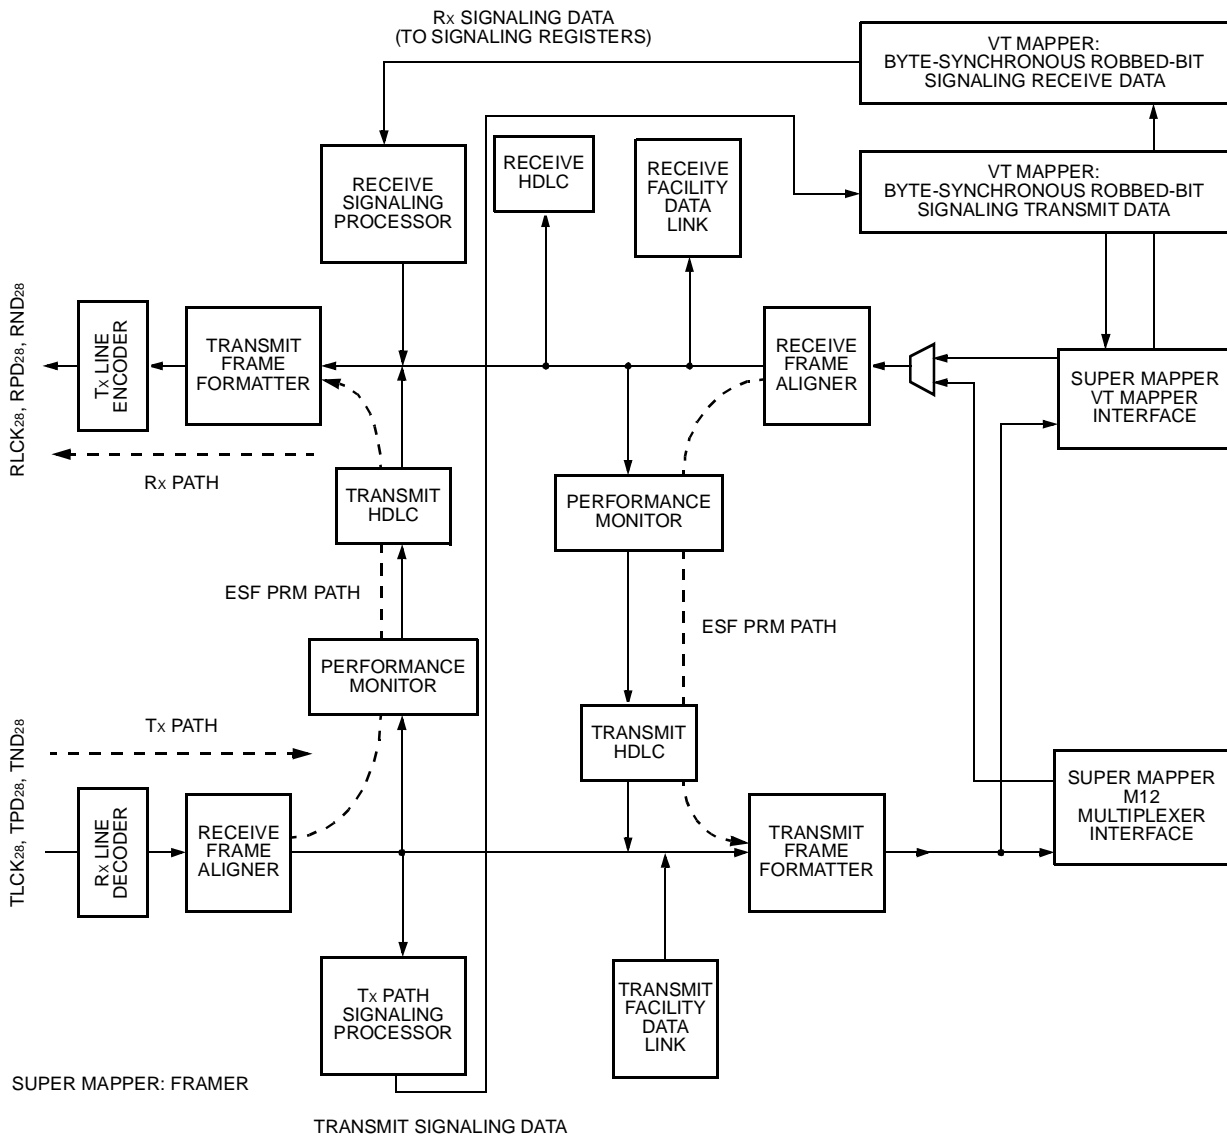 Rx SIGNALING DATA
(TO SIGNALING REGISTERS)
VT MAPPER:
BYTE-SYNCHRONOUS ROBBED-BIT
SIGNALING RECEIVE DATA
RECEIVE
SIGNALING
PROCESSOR
RECEIVE
HDLC
RECEIVE
FACILITY
DATA
LINK
VT MAPPER:
BYTE-SYNCHRONOUS ROBBED-BIT
SIGNALING TRANSMIT DATA
RLCK28, RPD28, RND28
Tx LINE
ENCODER
TRANSMIT
FRAME
FORMATTER
RECEIVE
FRAME
ALIGNER
SUPER MAPPER
VT MAPPER
INTERFACE
Rx PATH
TRANSMIT
HDLC
PERFORMANCE
MONITOR
ESF PRM PATH
ESF PRM PATH
PERFORMANCE
MONITOR
Tx PATH
TRANSMIT
HDLC
TLCK28, TPD28, TND28
Rx LINE
DECODER
RECEIVE
FRAME
ALIGNER
TRANSMIT
FRAME
FORMATTER
SUPER MAPPER
M12
MULTIPLEXER
INTERFACE
Tx PATH
SIGNALING
PROCESSOR
TRANSMIT
FACILITY
DATA
LINK
SUPER MAPPER: FRAMER
TRANSMIT SIGNALING DATA